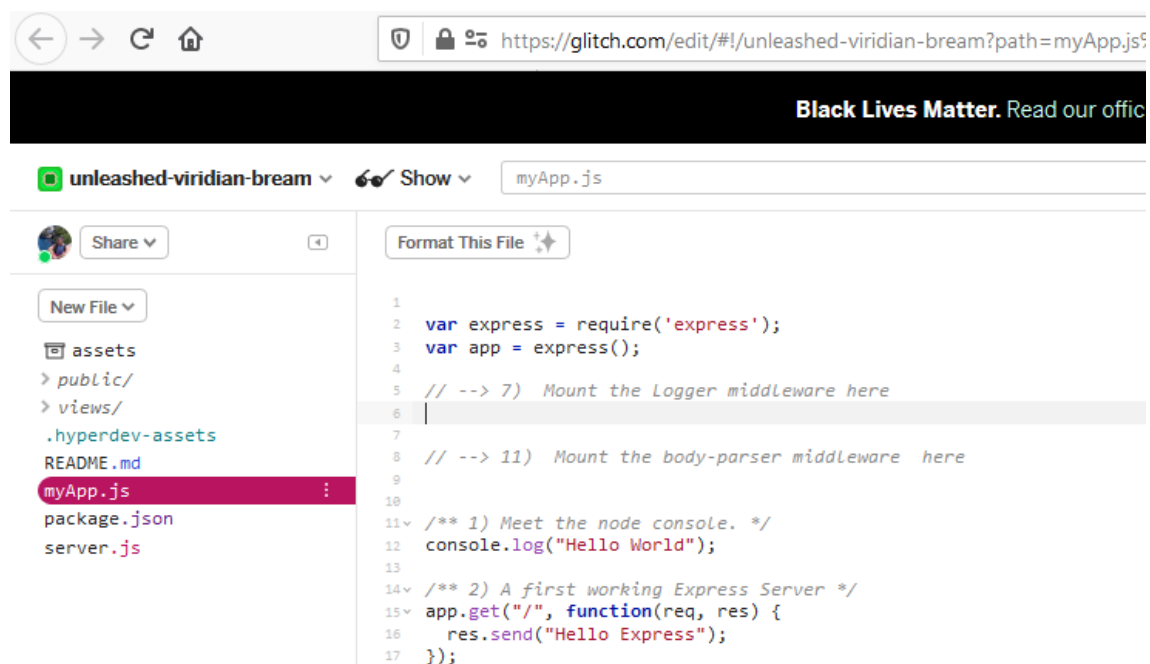 https://glitch.com/edit/#!/unleashed-viridian-bream?path=myApp.js%
Black Lives Matter. Read our offic
unleashed-viridian-bream Show myApp.js
Share Format This File
New File
assets
> public/
> views/
.hyperdev-assets
README.md
myApp.js
package.json
server.js
1
2 var express = require('express');
3 var app = express();
4
5 // --> 7)  Mount the Logger middleware here
6
7
8 // --> 11)  Mount the body-parser middleware  here
9
10
11 /** 1) Meet the node console. */
12 console.log("Hello World");
13
14 /** 2) A first working Express Server */
15 app.get("/", function(req, res) {
16   res.send("Hello Express");
17 });